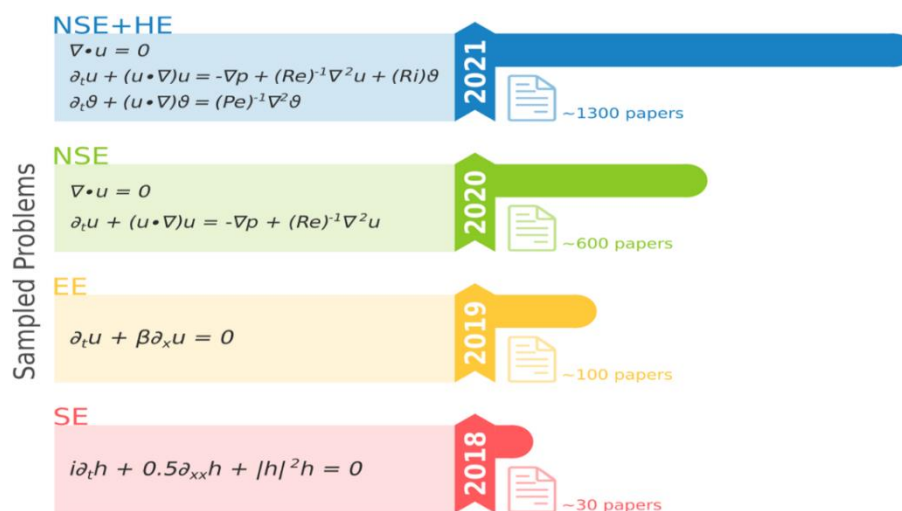 NSE+HE
∇•u = 0
∂ₜu + (u•∇)u = -∇p + (Re)⁻¹∇²u + (Ri)ϑ
∂ₜϑ + (u•∇)ϑ = (Pe)⁻¹∇²ϑ
2021
~1300 papers
NSE
∇•u = 0
∂ₜu + (u•∇)u = -∇p + (Re)⁻¹∇²u
2020
~600 papers
Sampled Problems
EE
∂ₜu + β∂ₓu = 0
2019
~100 papers
SE
i∂ₜh + 0.5∂ₓₓh + |h|²h = 0
2018
~30 papers